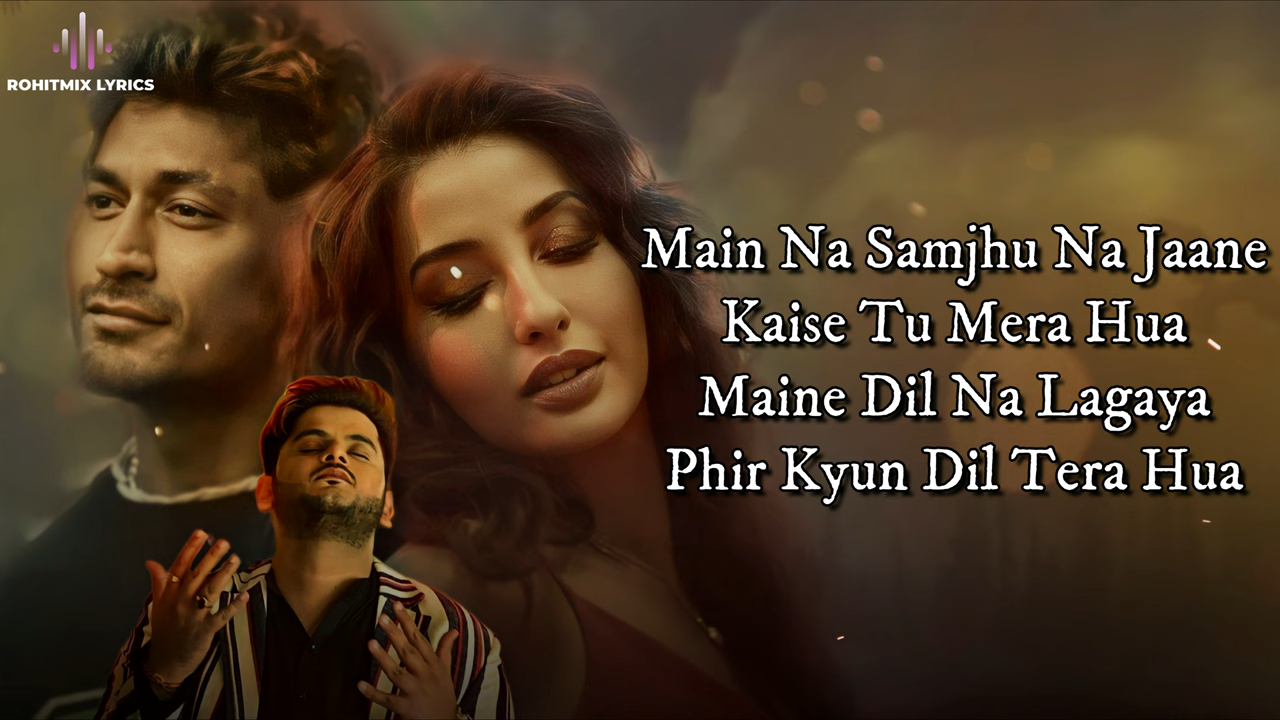 ROHITMIX LYRICS
Main Na Samjhu Na Jaane
Kaise Tu Mera Hua
Maine Dil Na Lagaya
Phir Kyun Dil Tera Hua